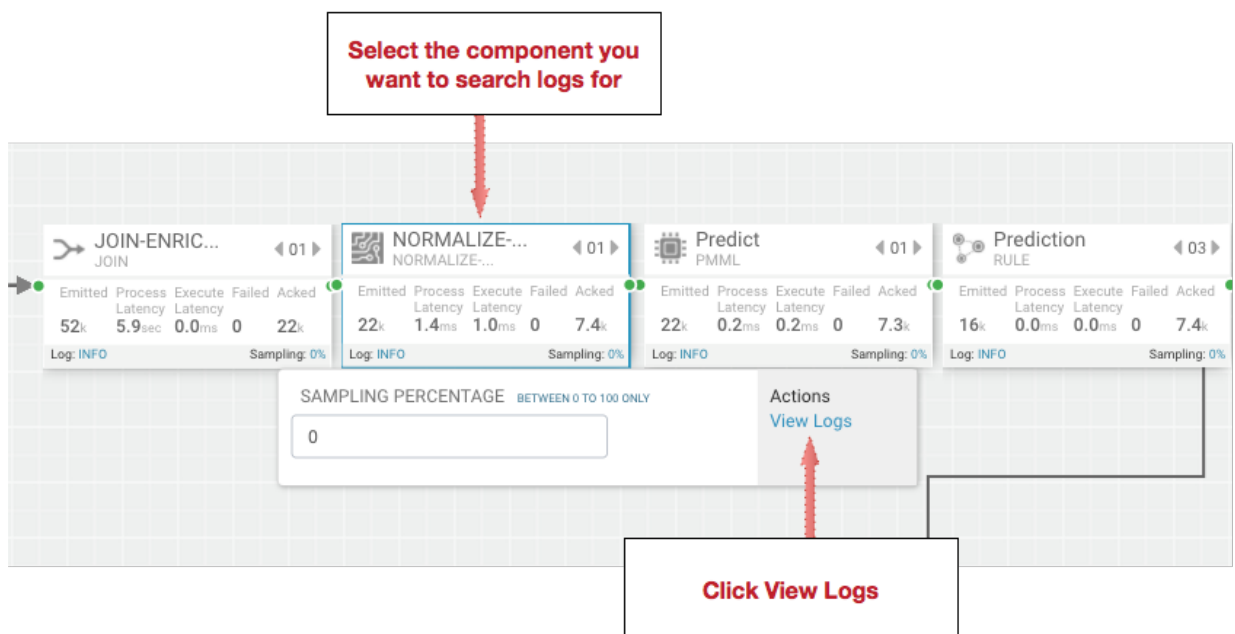 Select the component you
want to search logs for
JOIN-ENRIC...
JOIN
01
Emitted Process Latency Execute Latency Failed Acked
52k 5.9sec 0.0ms 0 22k
Log: INFO Sampling: 0%
NORMALIZE-...
NORMALIZE-...
01
Emitted Process Latency Execute Latency Failed Acked
22k 1.4ms 1.0ms 0 7.4k
Log: INFO Sampling: 0%
Predict
PMML
01
Emitted Process Latency Execute Latency Failed Acked
22k 0.2ms 0.2ms 0 7.3k
Log: INFO Sampling: 0%
Prediction
RULE
03
Emitted Process Latency Execute Latency Failed Acked
16k 0.0ms 0.0ms 0 7.4k
Log: INFO Sampling: 0%
SAMPLING PERCENTAGE BETWEEN 0 TO 100 ONLY
0
Actions
View Logs
Click View Logs